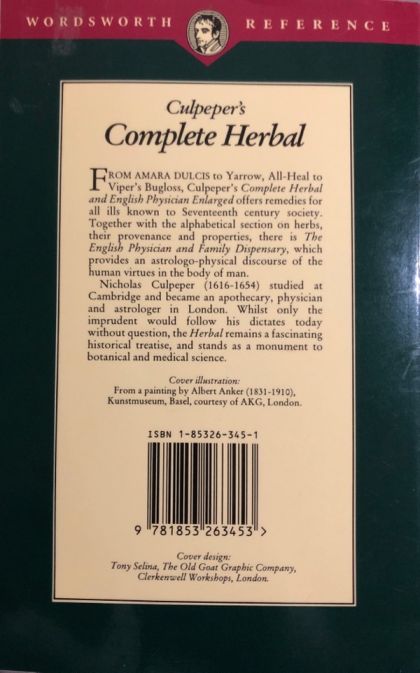 WORDSWORTH REFERENCE
Culpeper's
Complete Herbal
FROM AMARA DULCIS to Yarrow, All-Heal to
Viper's Bugloss, Culpeper's Complete Herbal
and English Physician Enlarged offers remedies for
all ills known to Seventeenth century society.
Together with the alphabetical section on herbs,
their provenance and properties, there is The
English Physician and Family Dispensary, which
provides an astrologo-physical discourse of the
human virtues in the body of man.
Nicholas Culpeper (1616-1654) studied at
Cambridge and became an apothecary, physician
and astrologer in London. Whilst only the
imprudent would follow his dictates today
without question, the Herbal remains a fascinating
historical treatise, and stands as a monument to
botanical and medical science.
Cover illustration:
From a painting by Albert Anker (1831-1910),
Kunstmuseum, Basel, courtesy of AKG, London.
ISBN 1-85326-345-1
9 781853 263453 >
Cover design:
Tony Selina, The Old Goat Graphic Company,
Clerkenwell Workshops, London.